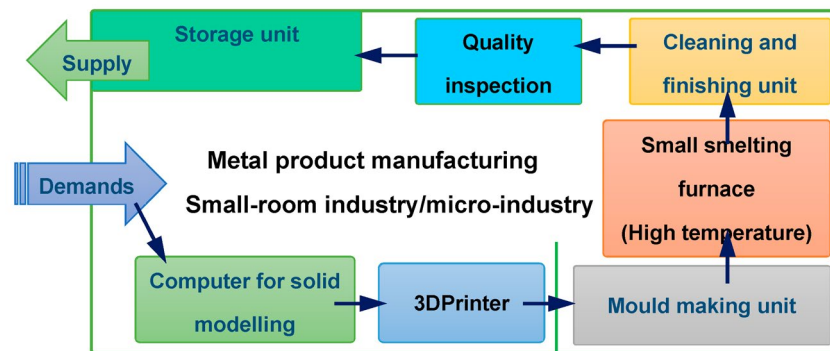 Storage unit
Supply
Quality
inspection
Cleaning and
finishing unit
Metal product manufacturing
Small-room industry/micro-industry
Demands
Small smelting
furnace
(High temperature)
Computer for solid
modelling
3DPrinter
Mould making unit